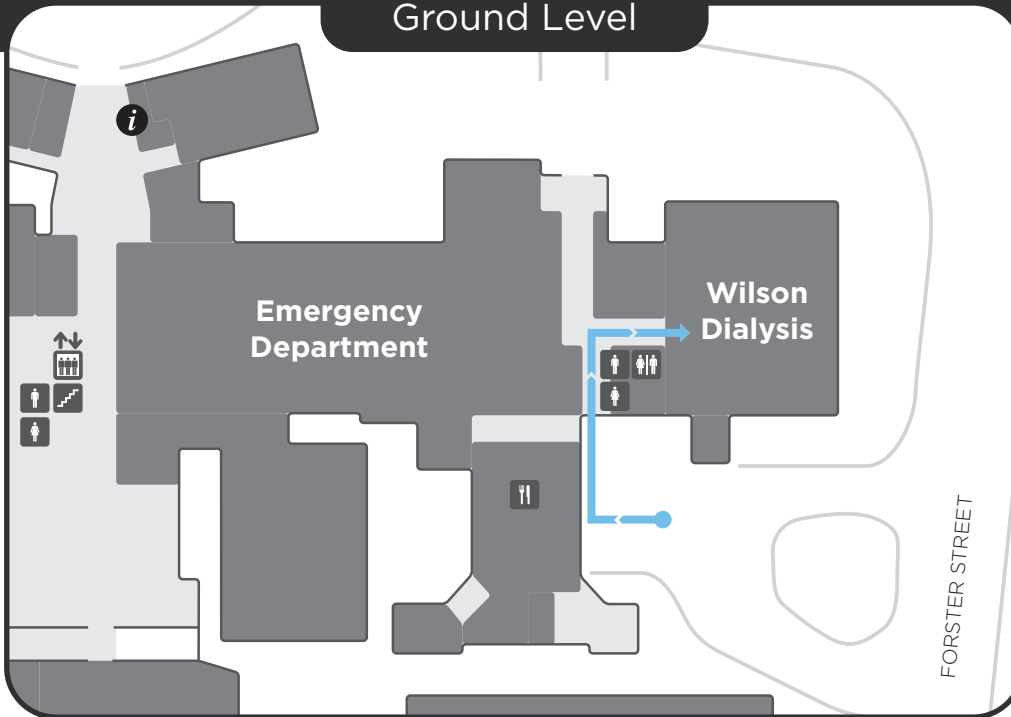 Ground Level
i
Emergency
Department
Wilson
Dialysis
FORSTER STREET